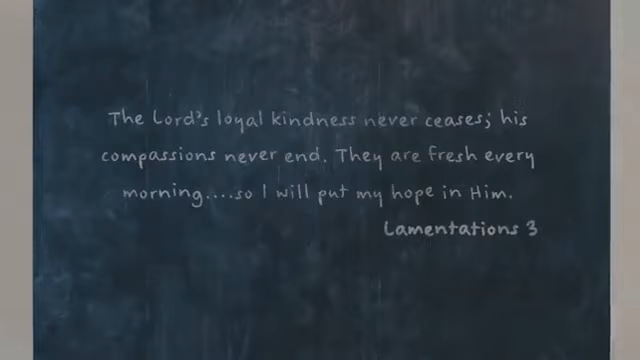 The Lord's loyal kindness never ceases; his
compassions never end. They are fresh every
morning....so I will put my hope in Him.
Lamentations 3